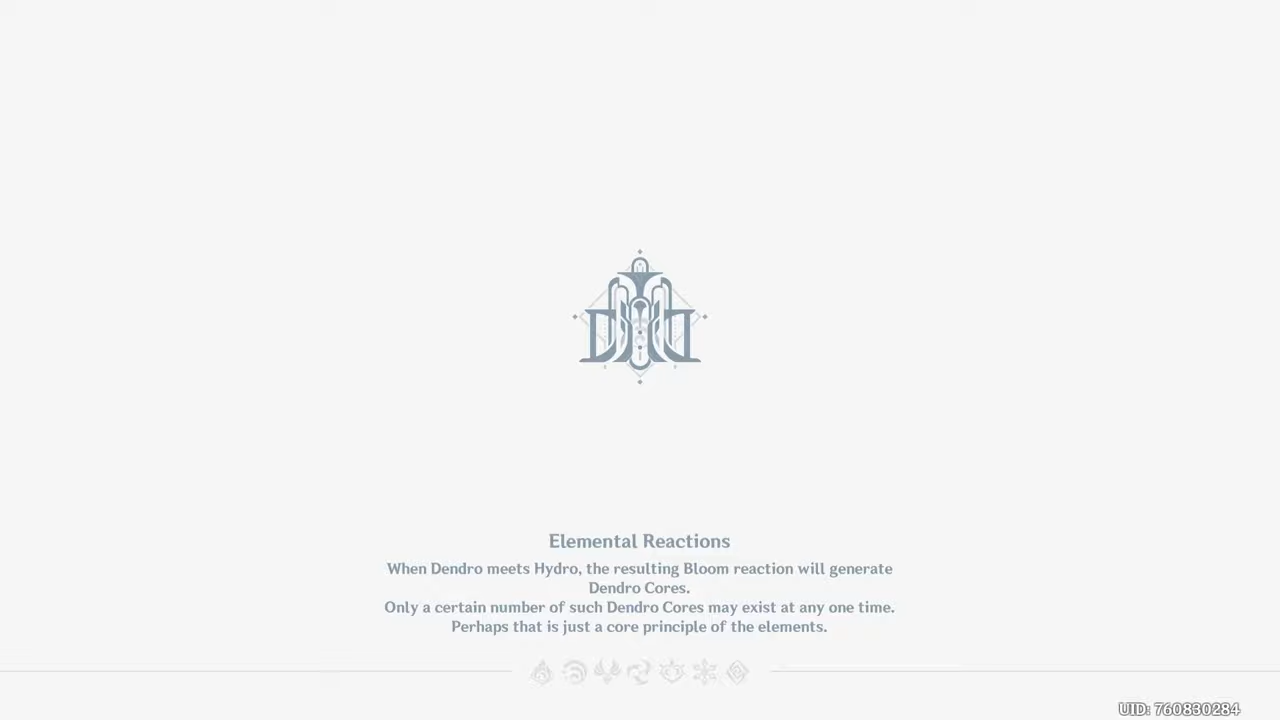 Elemental Reactions
When Dendro meets Hydro, the resulting Bloom reaction will generate
Dendro Cores.
Only a certain number of such Dendro Cores may exist at any one time.
Perhaps that is just a core principle of the elements.
UID: 760830284